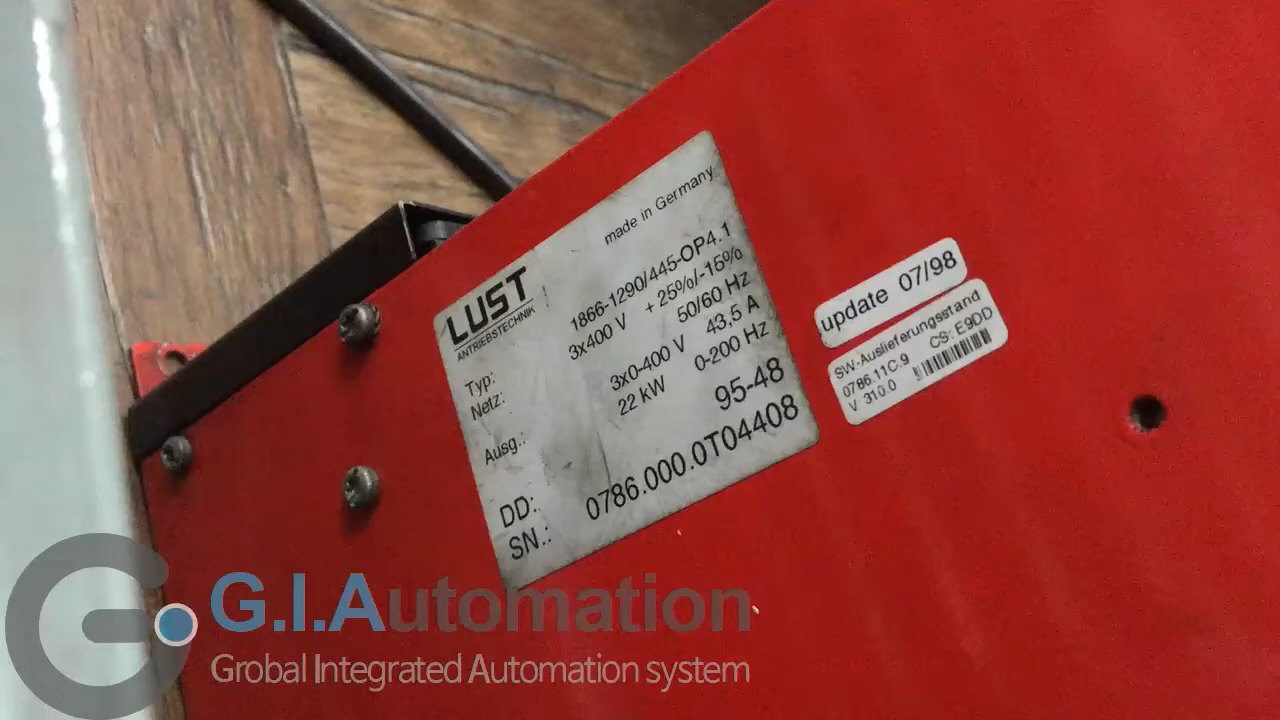 LUST
ANTRIEBSTECHNIK
made in Germany
Typ: 1866-1290/445-OP4.1
Netz: 3x400 V + 25%/-15%
50/60 Hz
Ausg.: 3x0-400 V 43,5 A
22 kW 0-200 Hz
DD: 95-48
SN.: 0786.000.0T04408
update 07/98
SW-Auslieferungsstand
0786.11C.9 CS: E9DD
V: 310.0
G.I.Automation
Grobal Integrated Automation system